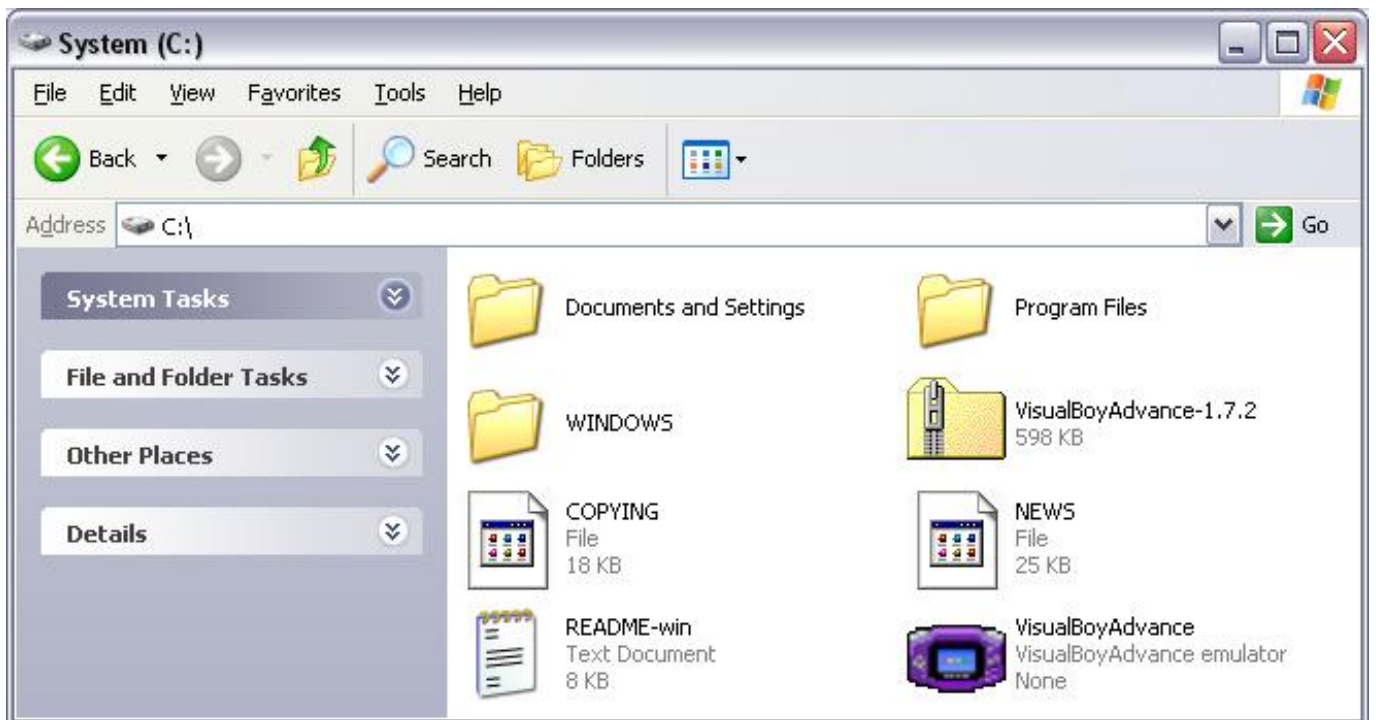 System (C:)
File Edit View Favorites Tools Help
Back Search Folders
Address C:\ Go
System Tasks
File and Folder Tasks
Other Places
Details
Documents and Settings
Program Files
WINDOWS
VisualBoyAdvance-1.7.2
598 KB
COPYING
File
18 KB
NEWS
File
25 KB
README-win
Text Document
8 KB
VisualBoyAdvance
VisualBoyAdvance emulator
None